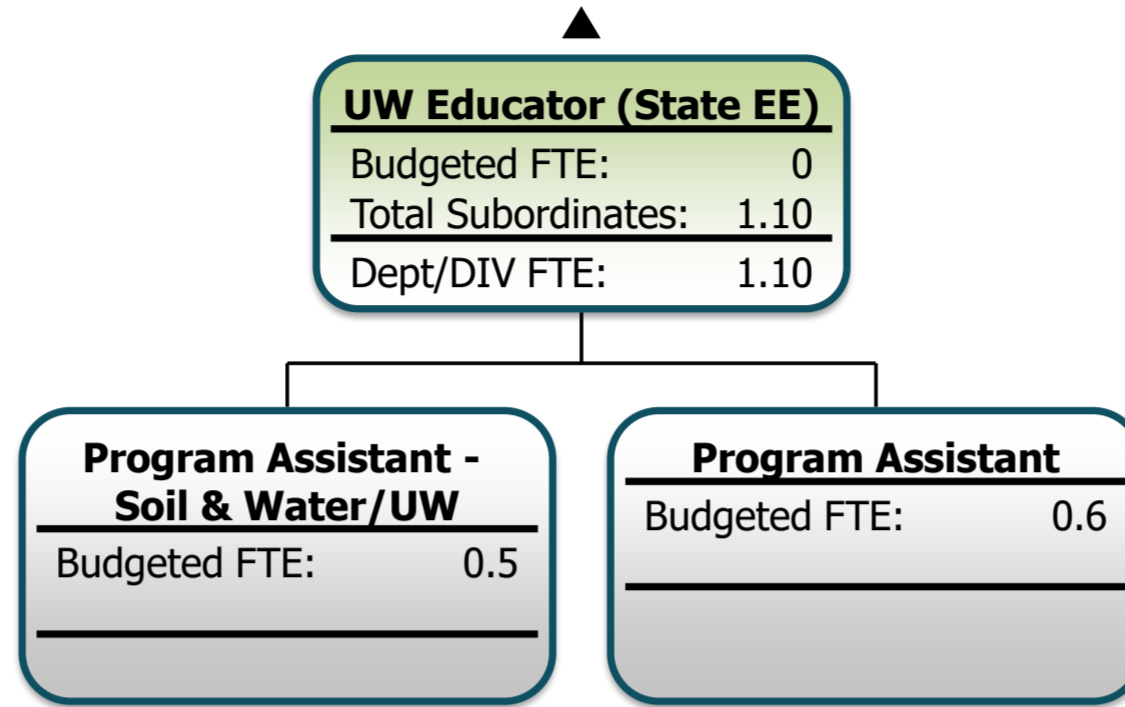 UW Educator (State EE)
Budgeted FTE: 0
Total Subordinates: 1.10
Dept/DIV FTE: 1.10
Program Assistant -
Soil & Water/UW
Budgeted FTE: 0.5
Program Assistant
Budgeted FTE: 0.6